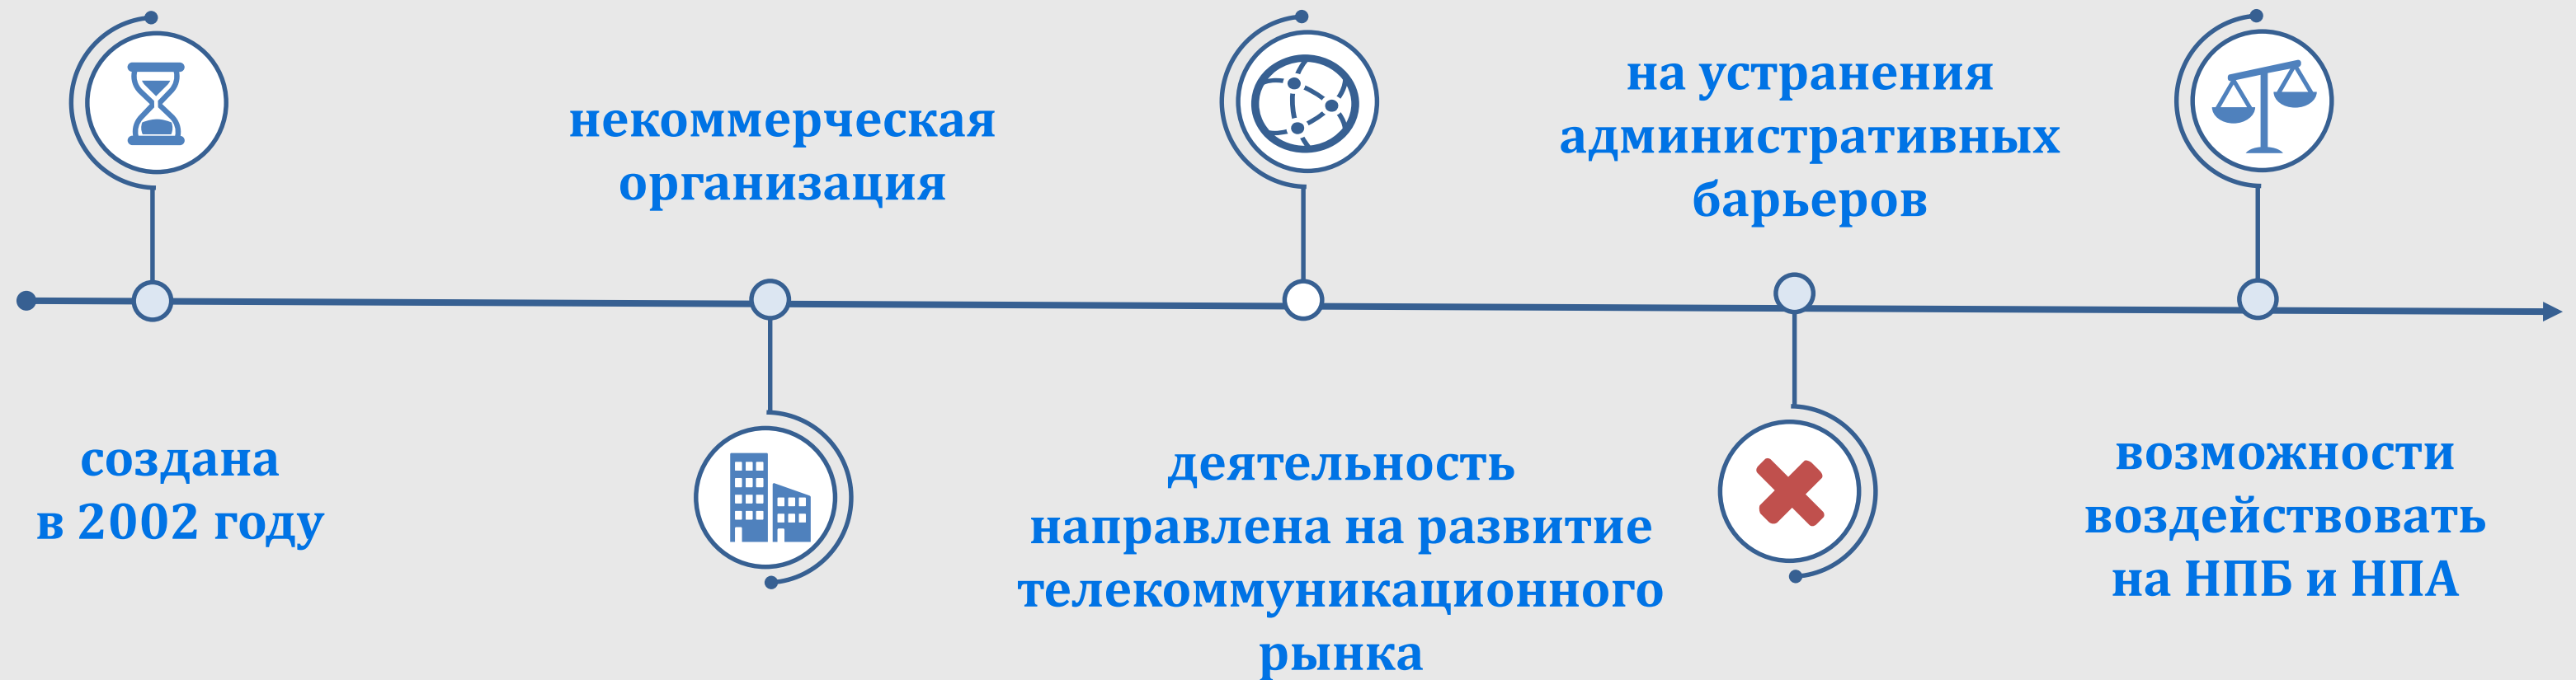 создана
в 2002 году
некоммерческая
организация
деятельность
направлена на развитие
телекоммуникационного
рынка
на устранения
административных
барьеров
возможности
воздействовать
на НПБ и НПА